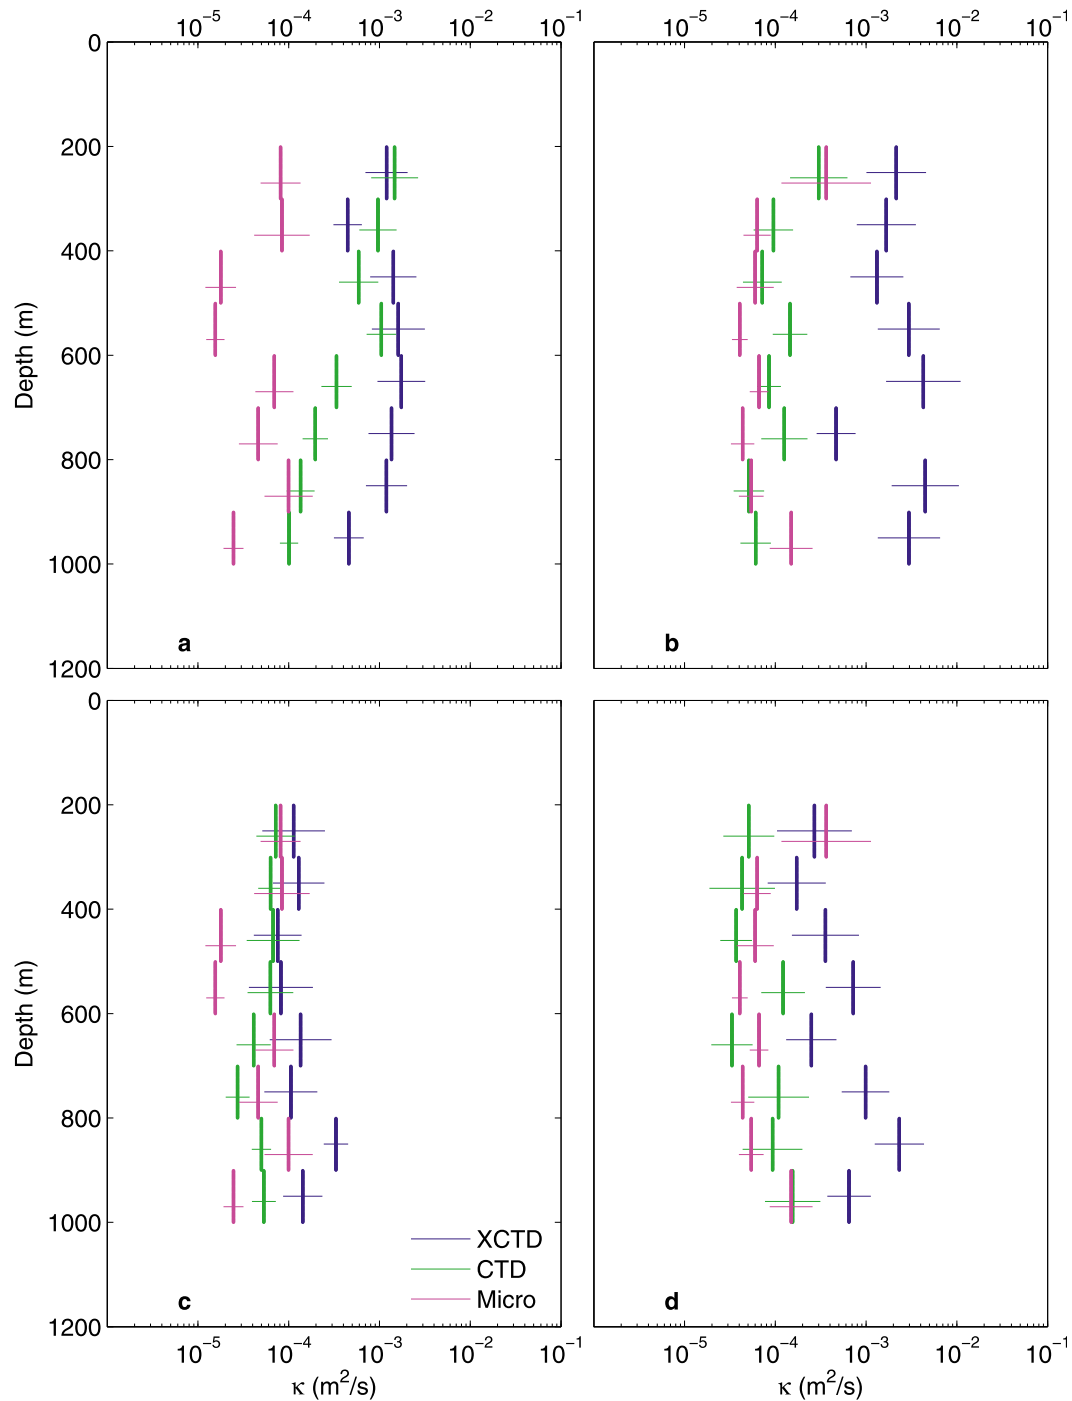 10⁻⁵ 10⁻⁴ 10⁻³ 10⁻² 10⁻¹ 10⁻⁵ 10⁻⁴ 10⁻³ 10⁻² 10⁻¹
0
200
400
600
800
1000
1200
Depth (m)
a
b
0
200
400
600
800
1000
1200
Depth (m)
XCTD
CTD
Micro
c
d
10⁻⁵ 10⁻⁴ 10⁻³ 10⁻² 10⁻¹ 10⁻⁵ 10⁻⁴ 10⁻³ 10⁻² 10⁻¹
κ (m²/s) κ (m²/s)